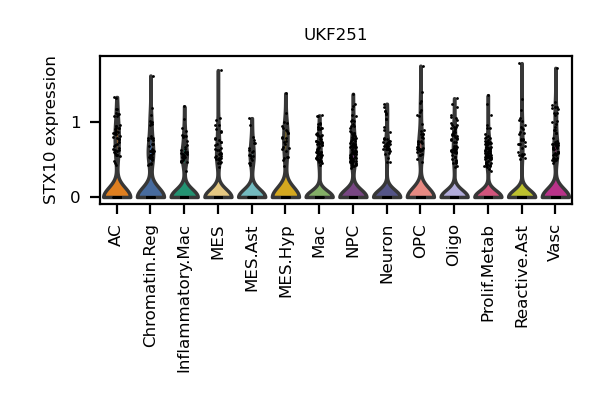 UKF251
STX10 expression
1
0
AC
Chromatin.Reg
Inflammatory.Mac
MES
MES.Ast
MES.Hyp
Mac
NPC
Neuron
OPC
Oligo
Prolif.Metab
Reactive.Ast
Vasc